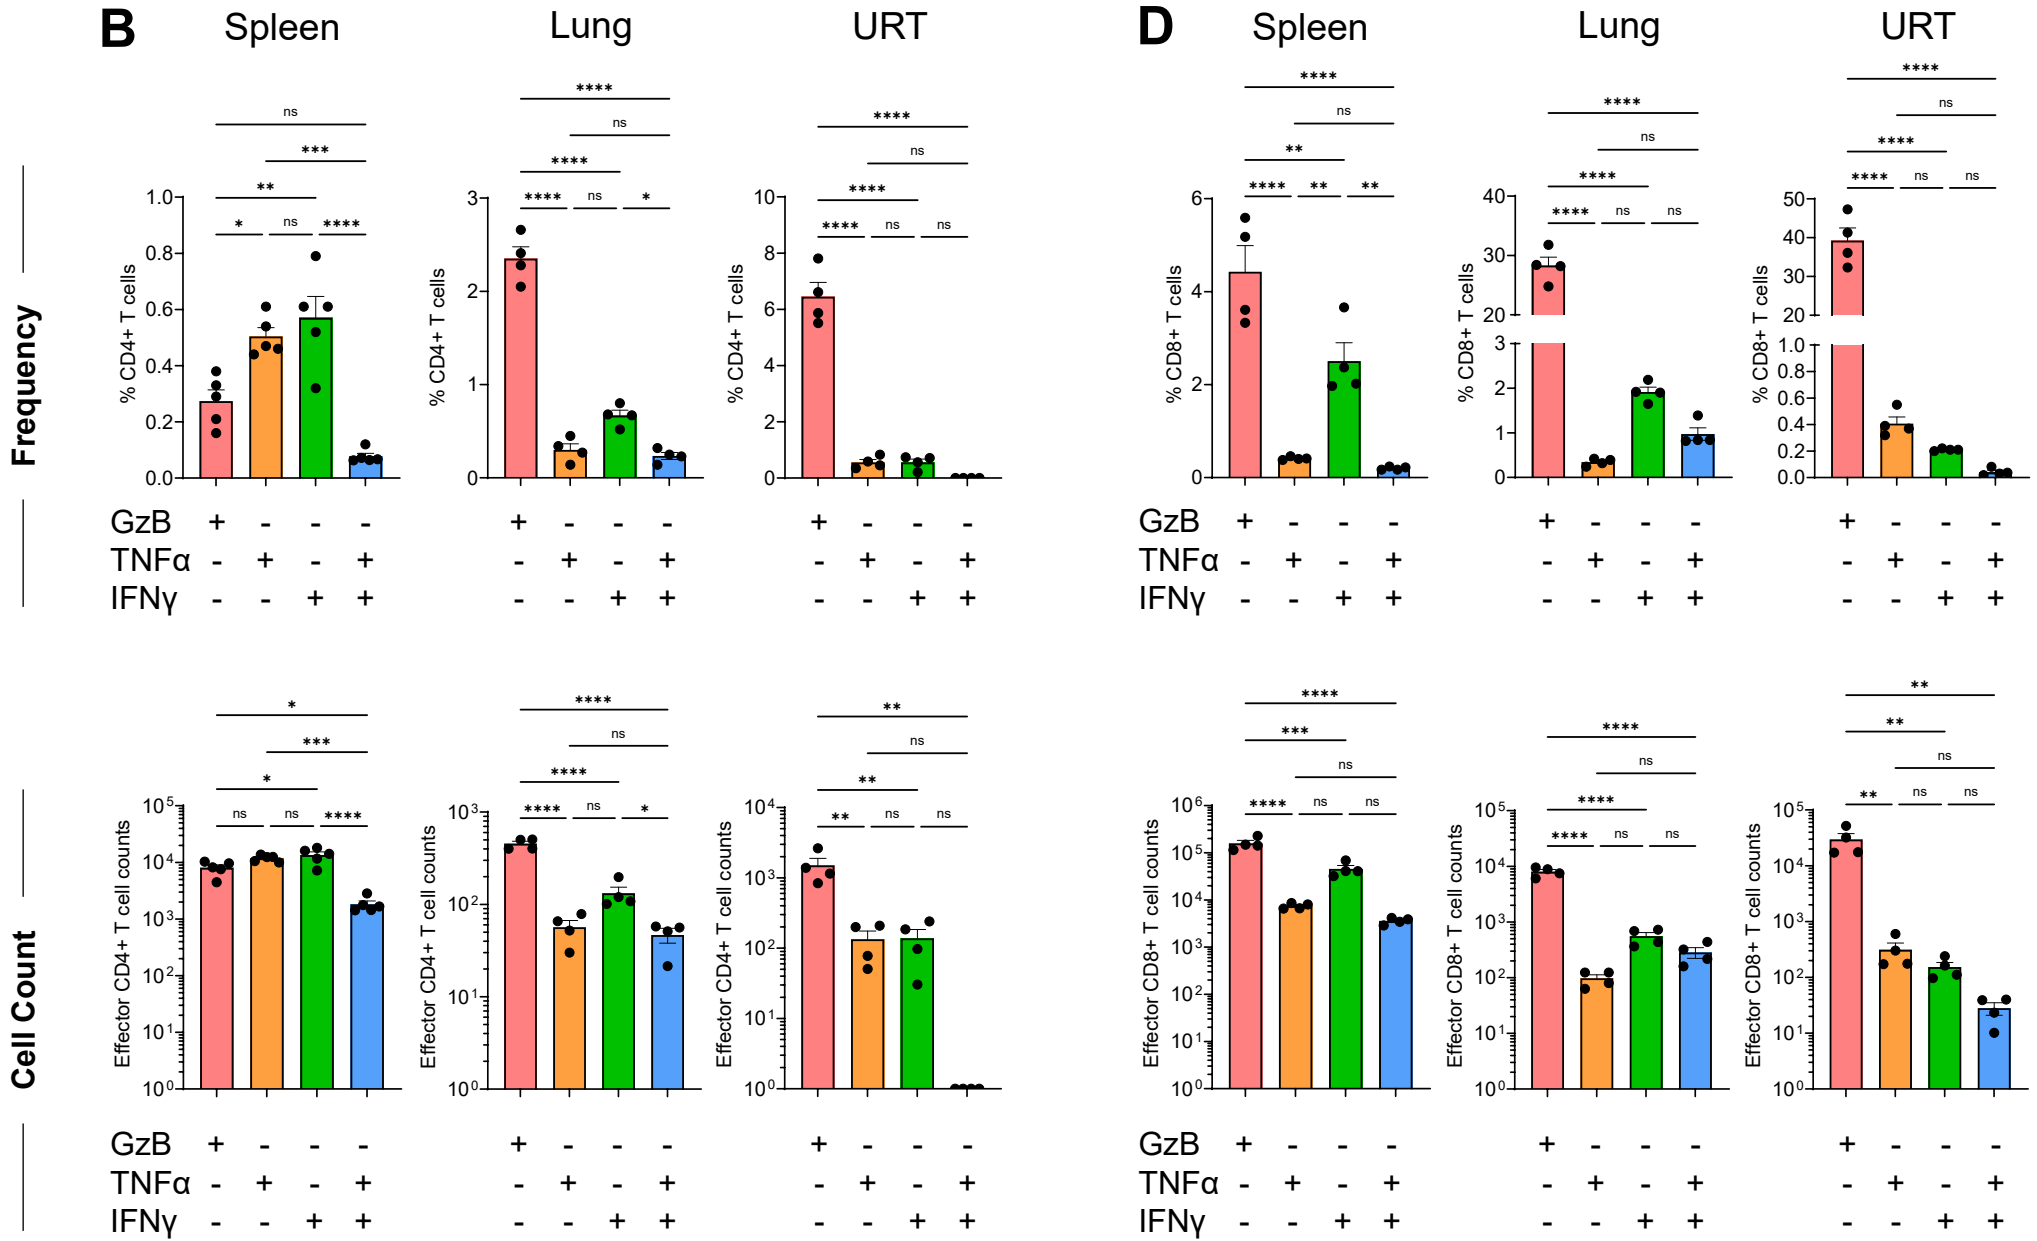 B Spleen Lung URT D Spleen Lung URT
Frequency
% CD4+ T cells
ns
***
**
* ns ****
1.0
0.8
0.6
0.4
0.2
0.0
% CD4+ T cells
****
ns
****
**** ns *
3
2
1
0
% CD4+ T cells
****
ns
****
**** ns ns
10
8
6
4
2
0
% CD8+ T cells
****
ns
**
**** ** **
6
4
2
0
% CD8+ T cells
****
ns
****
**** ns ns
40
30
20
3
2
1
0
% CD8+ T cells
****
ns
****
**** ns ns
50
40
30
20
1.0
0.8
0.6
0.4
0.2
0.0
GzB + - - - + - - - + - - -
TNFα - + - + - + - + - + - +
IFNγ - - + + - - + + - - + +
GzB + - - - + - - - + - - -
TNFα - + - + - + - + - + - +
IFNγ - - + + - - + + - - + +
Cell Count
Effector CD4+ T cell counts
*
***
*
ns ns ****
10⁵
10⁴
10³
10²
10¹
10⁰
Effector CD4+ T cell counts
****
ns
****
**** ns *
10³
10²
10¹
10⁰
Effector CD4+ T cell counts
**
ns
**
** ns ns
10⁴
10³
10²
10¹
10⁰
Effector CD8+ T cell counts
****
***
ns
**** ns ns
10⁶
10⁵
10⁴
10³
10²
10¹
10⁰
Effector CD8+ T cell counts
****
ns
****
**** ns ns
10⁵
10⁴
10³
10²
10¹
10⁰
Effector CD8+ T cell counts
**
**
ns
** ns ns
10⁵
10⁴
10³
10²
10¹
10⁰
GzB + - - - + - - - + - - -
TNFα - + - + - + - + - + - +
IFNγ - - + + - - + + - - + +
GzB + - - - + - - - + - - -
TNFα - + - + - + - + - + - +
IFNγ - - + + - - + + - - + +